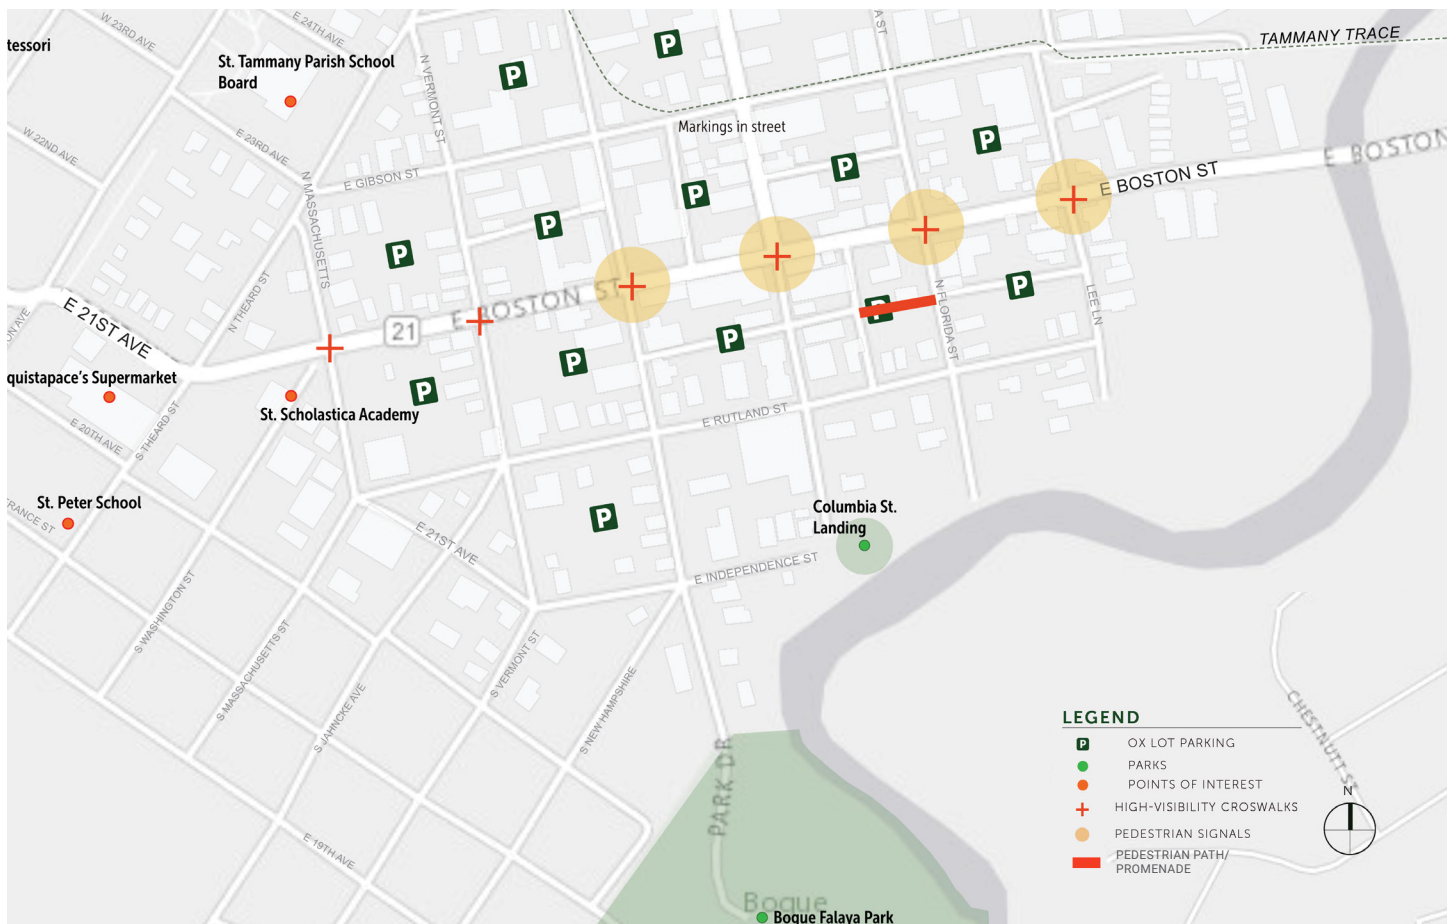 W 23RD AVE
E 24TH AVE
A ST
TAMMANY TRACE
tessori
St. Tammany Parish School
Board
N VERMONT ST
P
P
Markings in street
W 22ND AVE
E 23RD AVE
E GIBSON ST
N MASSACHUSETTS
P
P
P
P
P
P
E BOSTON ST
E BOSTON
N THEARD ST
E 21ST AVE
ON AVE
21
E BOSTON ST
P
P
N FLORIDA ST
LEE LN
P
P
P
quistapace's Supermarket
St. Scholastica Academy
E 20TH AVE
S THEARD ST
E RUTLAND ST
St. Peter School
RANCE ST
P
E 21ST AVE
Columbia St.
Landing
E INDEPENDENCE ST
S WASHINGTON ST
S MASSACHUSETTS ST
S JAHNCKE AVE
S VERMONT ST
S NEW HAMPSHIRE
PARK DR
E 19TH AVE
CHESTNUTT ST
N
LEGEND
P OX LOT PARKING
PARKS
POINTS OF INTEREST
HIGH-VISIBILITY CROSWALKS
PEDESTRIAN SIGNALS
PEDESTRIAN PATH/
PROMENADE
Bogue
Bogue Falaya Park